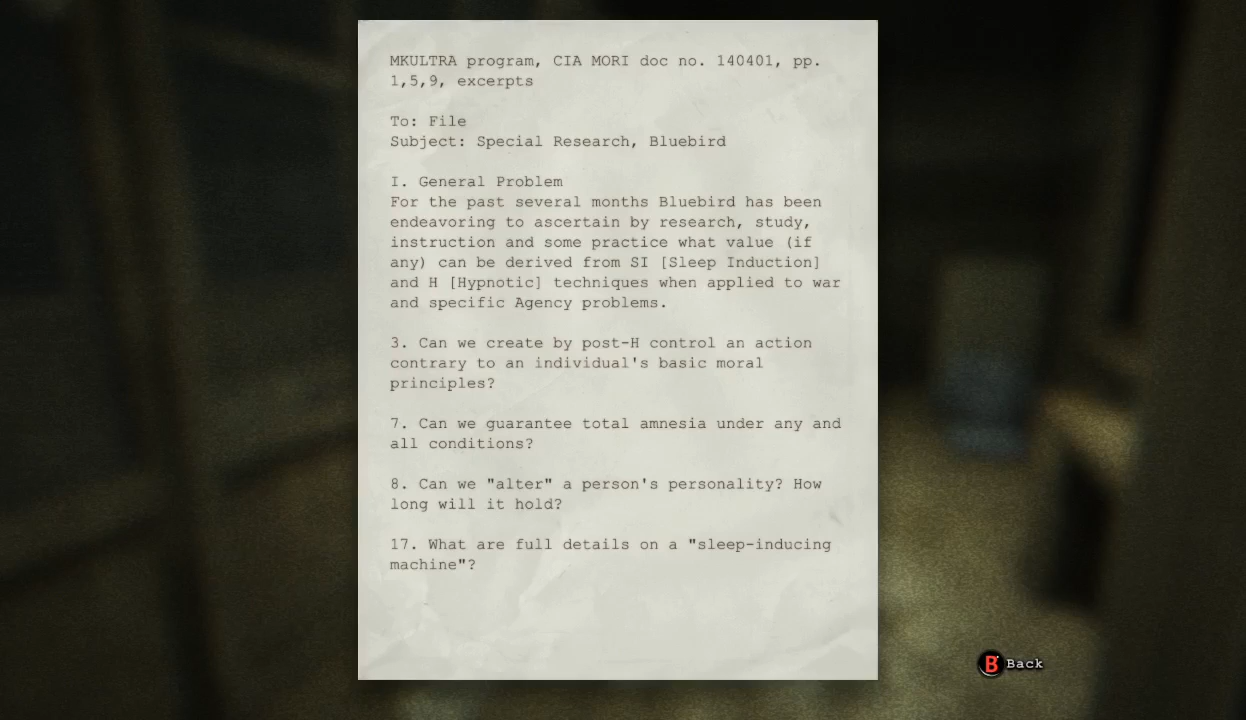 MKULTRA program, CIA MORI doc no. 140401, pp.
1,5,9, excerpts
To: File
Subject: Special Research, Bluebird
I. General Problem
For the past several months Bluebird has been
endeavoring to ascertain by research, study,
instruction and some practice what value (if
any) can be derived from SI [Sleep Induction]
and H [Hypnotic] techniques when applied to war
and specific Agency problems.
3. Can we create by post-H control an action
contrary to an individual's basic moral
principles?
7. Can we guarantee total amnesia under any and
all conditions?
8. Can we "alter" a person's personality? How
long will it hold?
17. What are full details on a "sleep-inducing
machine"?
B Back